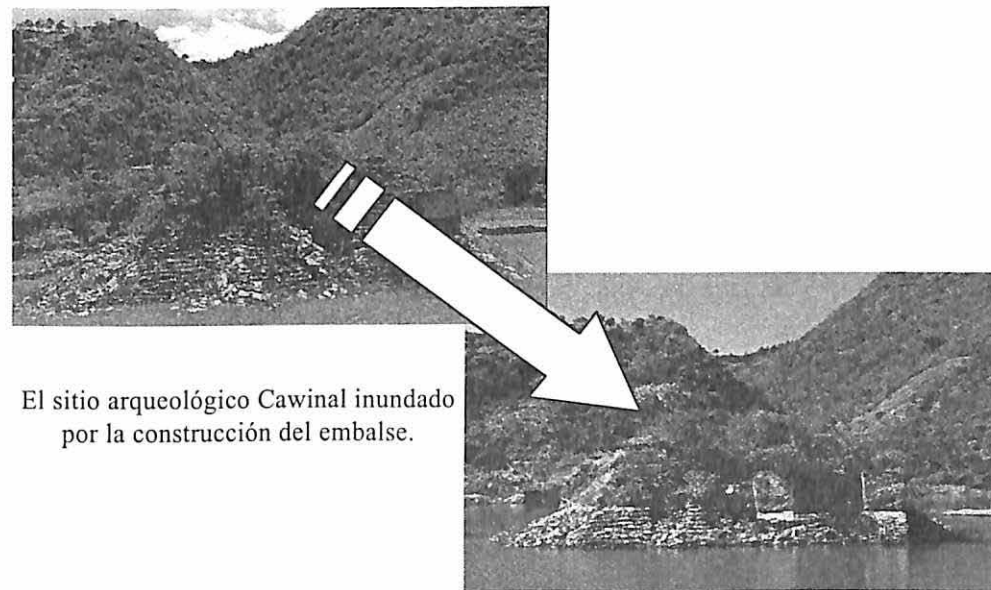 El sitio arqueológico Cawinal inundado
por la construcción del embalse.